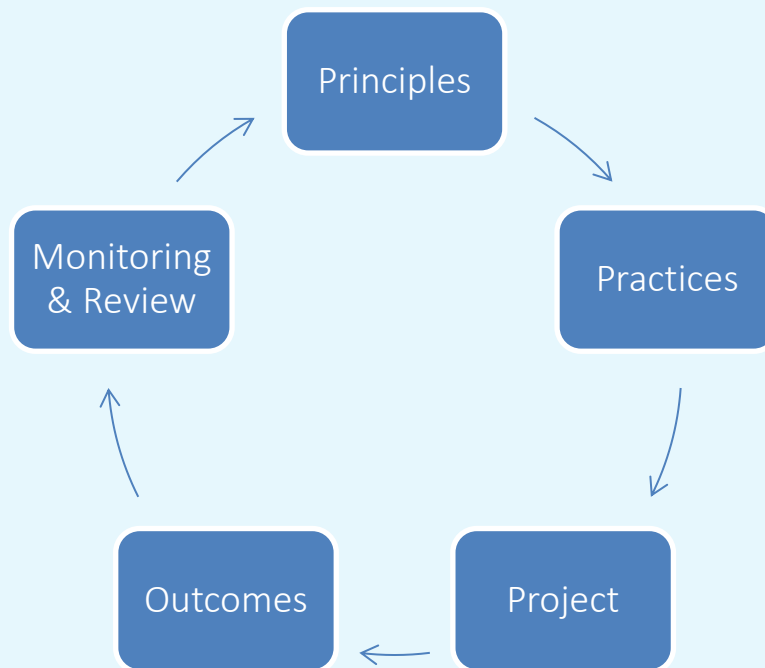 Principles
Practices
Project
Outcomes
Monitoring
& Review